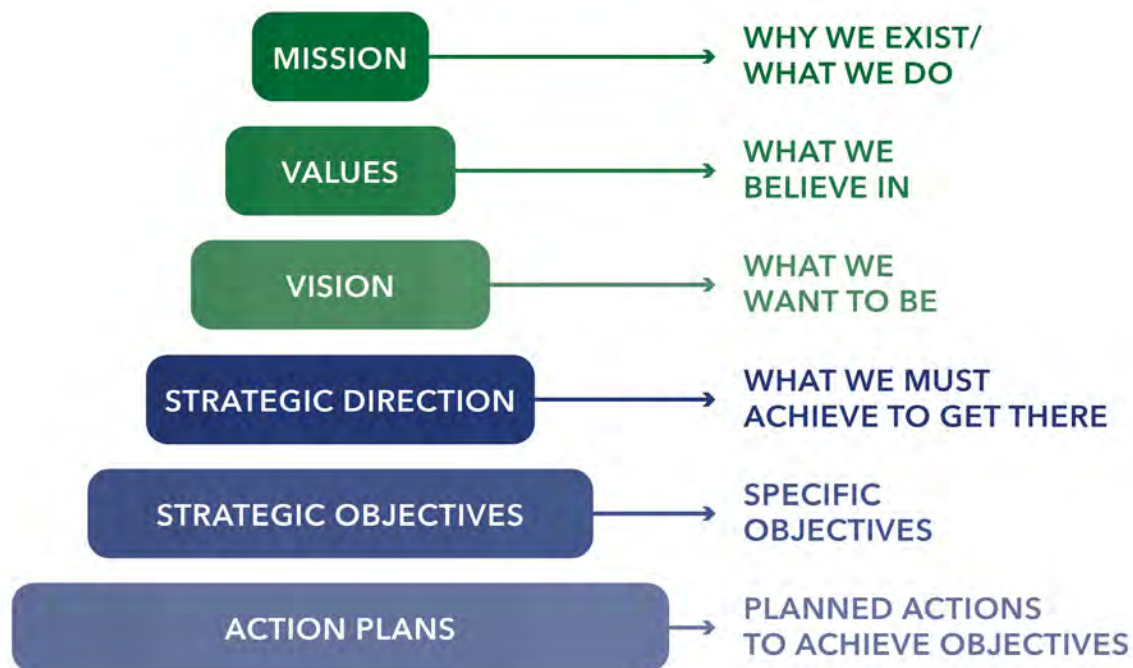 MISSION
WHY WE EXIST/
WHAT WE DO
VALUES
WHAT WE
BELIEVE IN
VISION
WHAT WE
WANT TO BE
STRATEGIC DIRECTION
WHAT WE MUST
ACHIEVE TO GET THERE
STRATEGIC OBJECTIVES
SPECIFIC
OBJECTIVES
ACTION PLANS
PLANNED ACTIONS
TO ACHIEVE OBJECTIVES